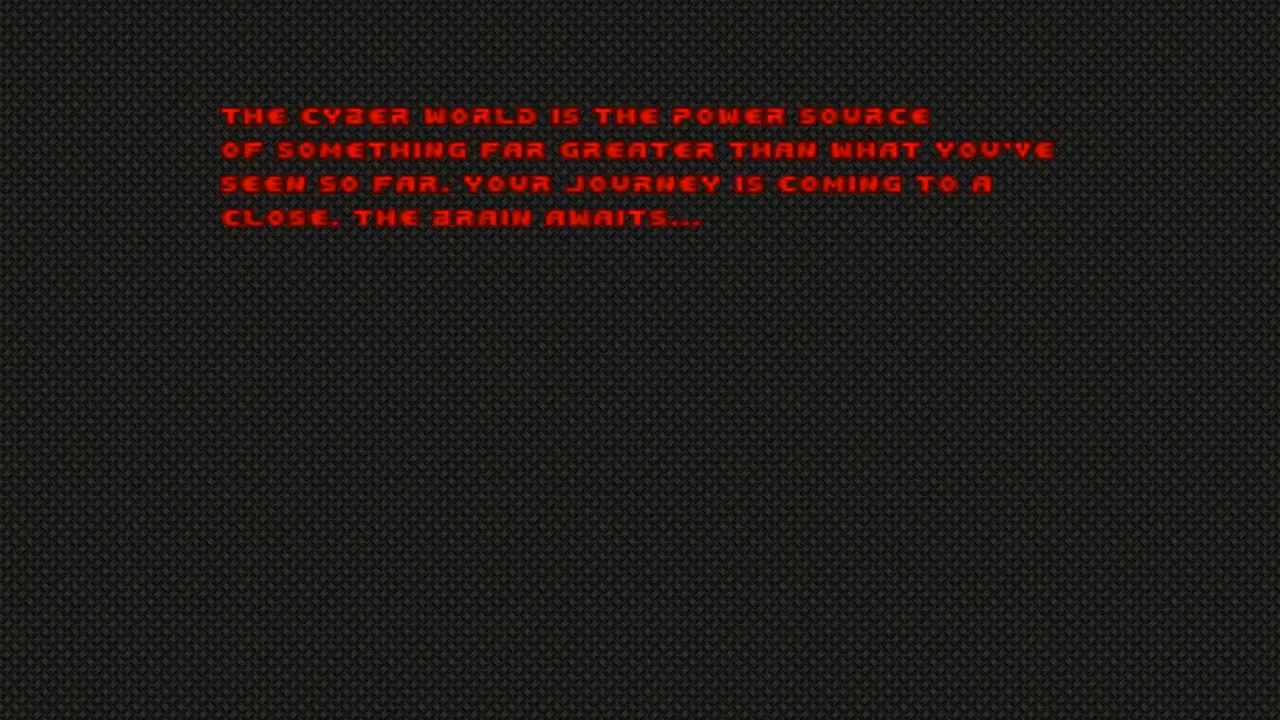 THE CYBER WORLD IS THE POWER SOURCE
OF SOMETHING FAR GREATER THAN WHAT YOU'VE
SEEN SO FAR. YOUR JOURNEY IS COMING TO A
CLOSE. THE BRAIN AWAITS...